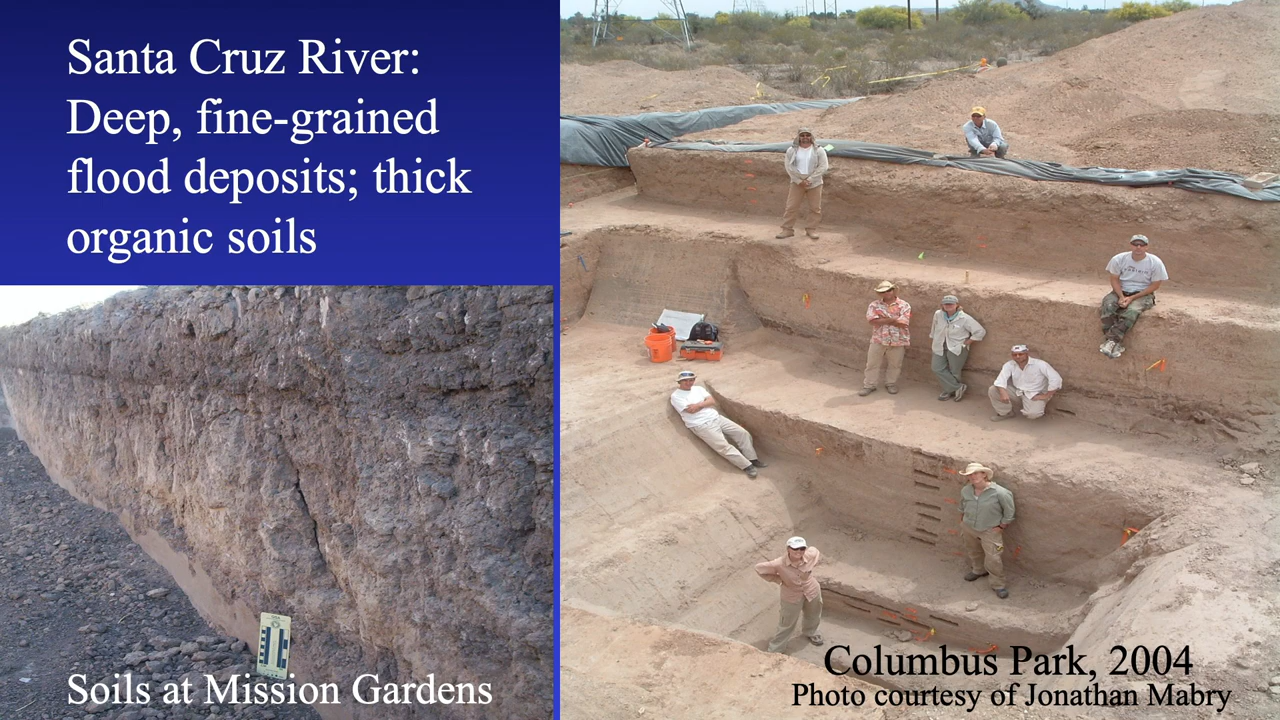 Santa Cruz River:
Deep, fine-grained
flood deposits; thick
organic soils
Soils at Mission Gardens
Columbus Park, 2004
Photo courtesy of Jonathan Mabry